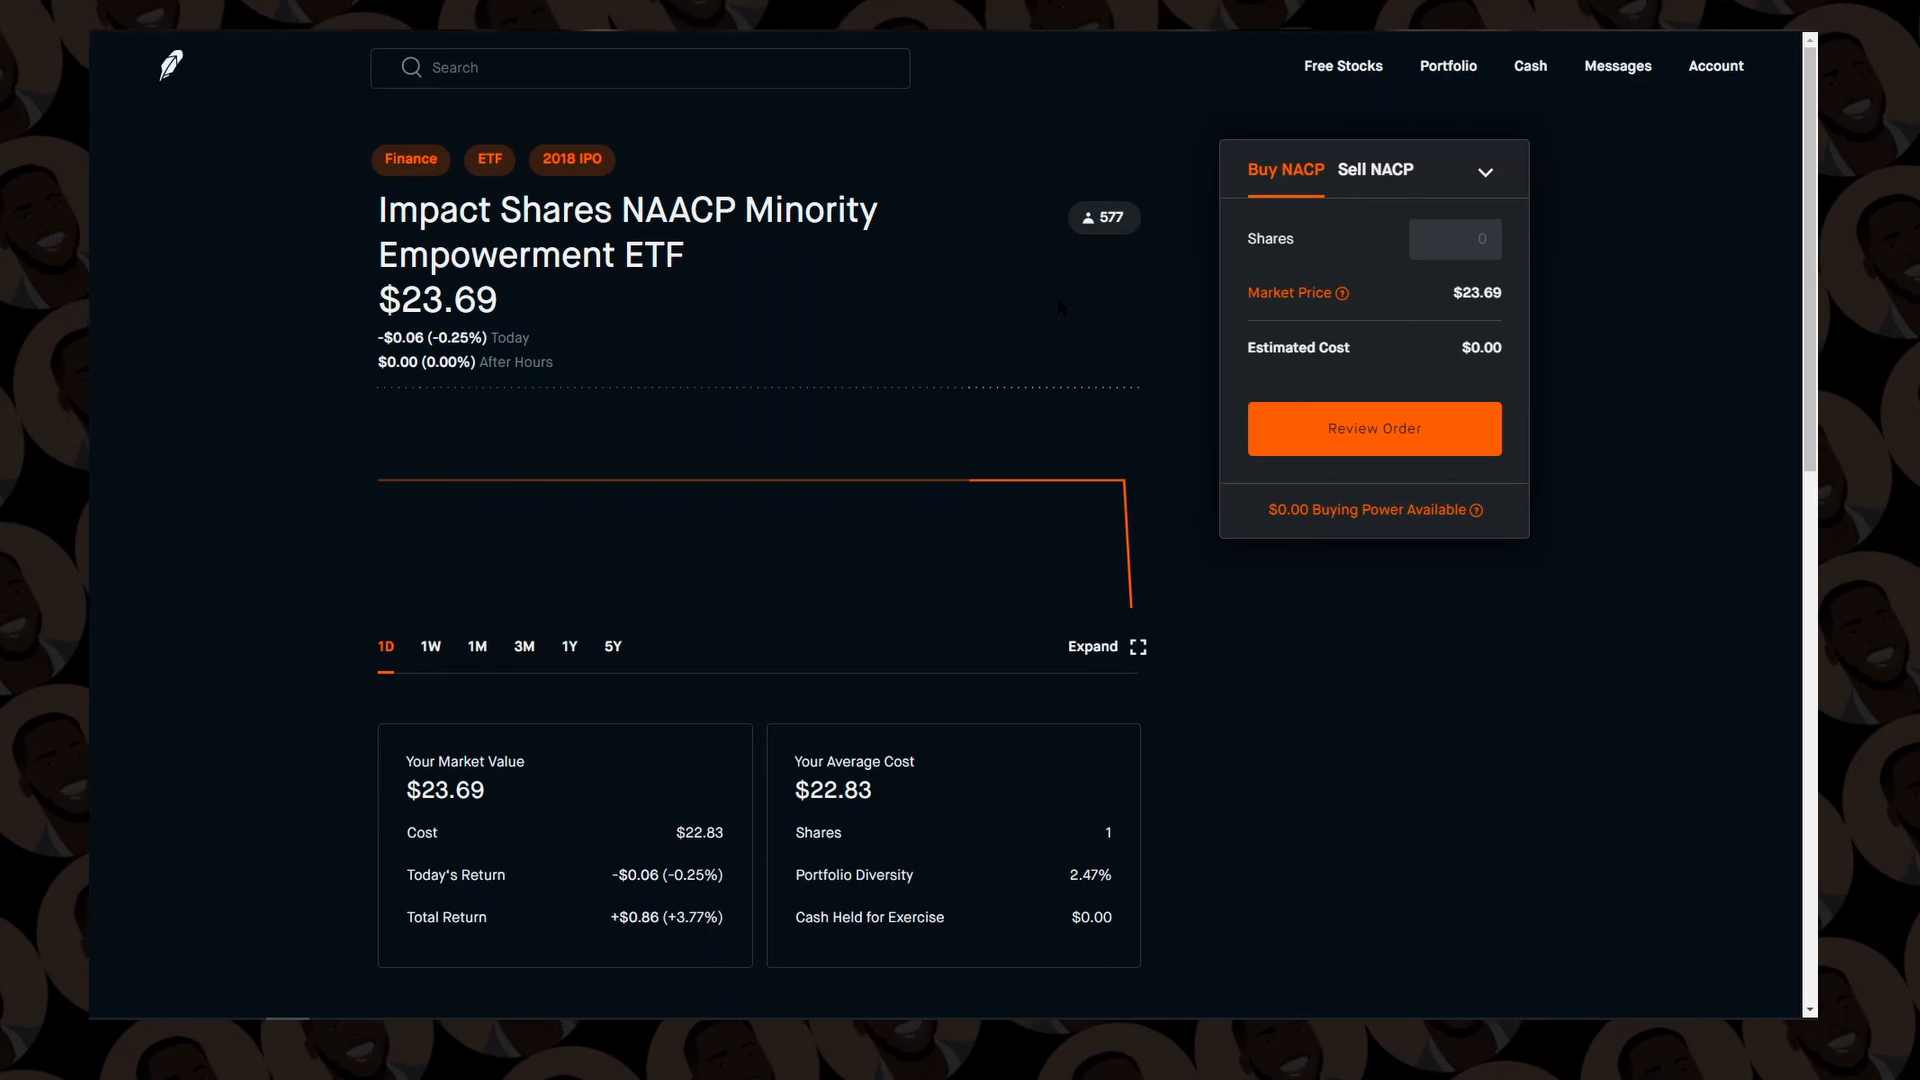 Search
Free Stocks
Portfolio
Cash
Messages
Account
Finance
ETF
2018 IPO
Impact Shares NAACP Minority
Empowerment ETF
577
$23.69
-$0.06 (-0.25%) Today
$0.00 (0.00%) After Hours
Buy NACP
Sell NACP
Shares
0
Market Price
$23.69
Estimated Cost
$0.00
Review Order
$0.00 Buying Power Available
1D
1W
1M
3M
1Y
5Y
Expand
Your Market Value
$23.69
Cost
$22.83
Today's Return
-$0.06 (-0.25%)
Total Return
+$0.86 (+3.77%)
Your Average Cost
$22.83
Shares
1
Portfolio Diversity
2.47%
Cash Held for Exercise
$0.00